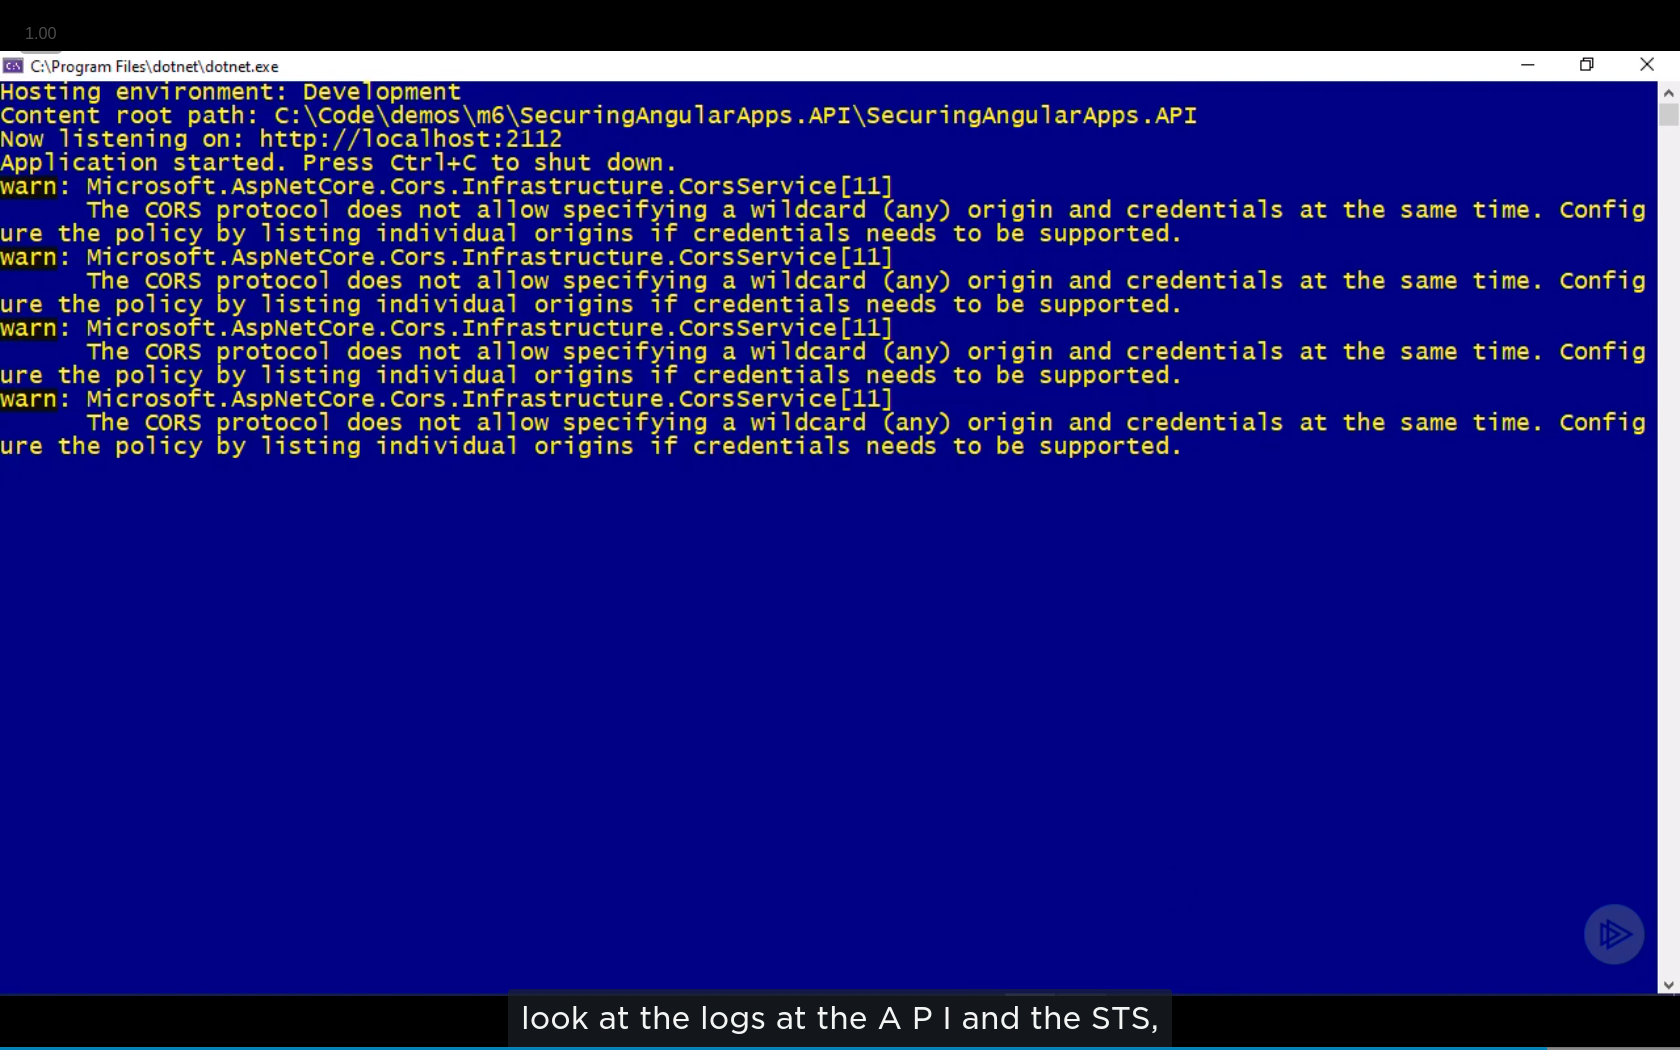 1.00
C:\Program Files\dotnet\dotnet.exe
Hosting environment: Development
Content root path: C:\Code\demos\m6\SecuringAngularApps.API\SecuringAngularApps.API
Now listening on: http://localhost:2112
Application started. Press Ctrl+C to shut down.
warn: Microsoft.AspNetCore.Cors.Infrastructure.CorsService[11]
The CORS protocol does not allow specifying a wildcard (any) origin and credentials at the same time. Config
ure the policy by listing individual origins if credentials needs to be supported.
warn: Microsoft.AspNetCore.Cors.Infrastructure.CorsService[11]
The CORS protocol does not allow specifying a wildcard (any) origin and credentials at the same time. Config
ure the policy by listing individual origins if credentials needs to be supported.
warn: Microsoft.AspNetCore.Cors.Infrastructure.CorsService[11]
The CORS protocol does not allow specifying a wildcard (any) origin and credentials at the same time. Config
ure the policy by listing individual origins if credentials needs to be supported.
warn: Microsoft.AspNetCore.Cors.Infrastructure.CorsService[11]
The CORS protocol does not allow specifying a wildcard (any) origin and credentials at the same time. Config
ure the policy by listing individual origins if credentials needs to be supported.
look at the logs at the A P I and the STS,